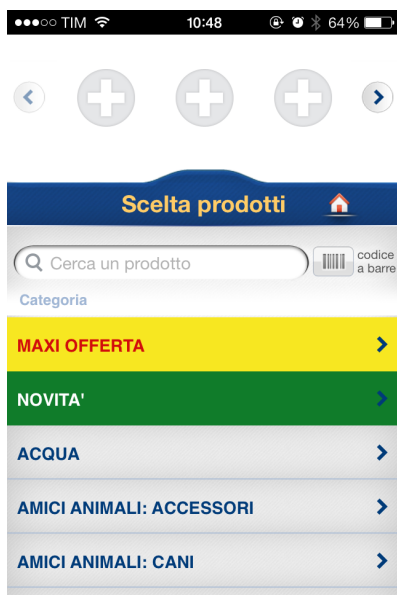 TIM 10:48 64%
Scelta prodotti
Cerca un prodotto
codice
a barre
Categoria
MAXI OFFERTA
NOVITA'
ACQUA
AMICI ANIMALI: ACCESSORI
AMICI ANIMALI: CANI